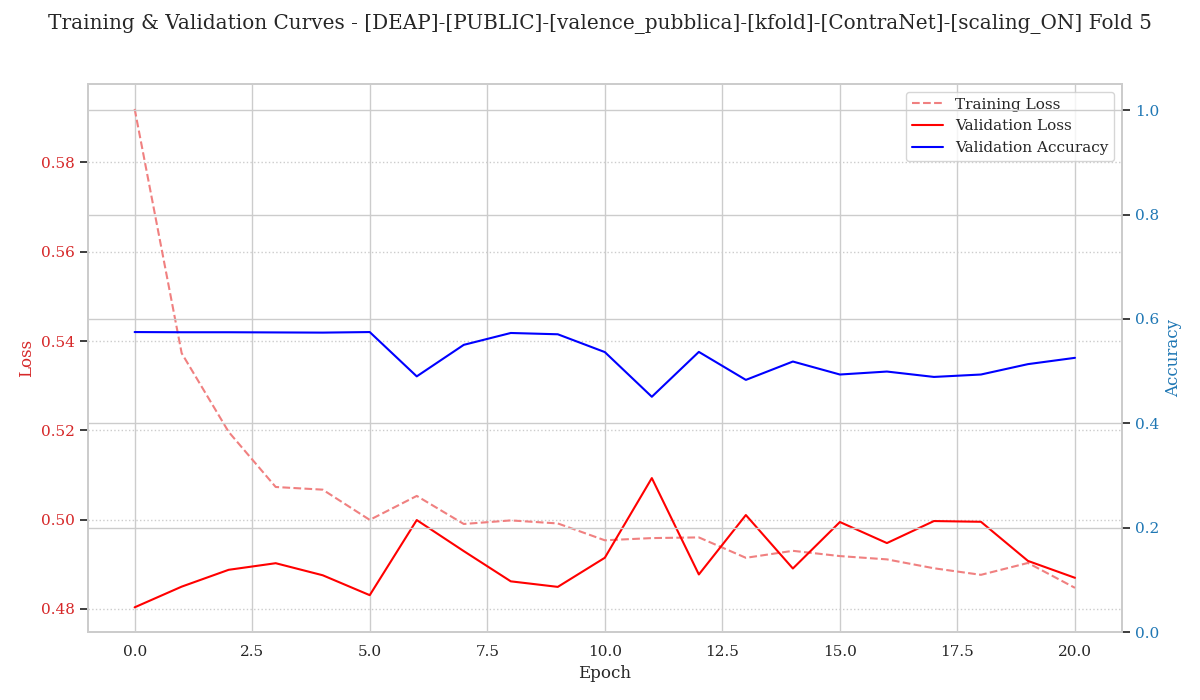 Training & Validation Curves - [DEAP]-[PUBLIC]-[valence_pubblica]-[kfold]-[ContraNet]-[scaling_ON] Fold 5
Training Loss
Validation Loss
Validation Accuracy
Loss
0.58
0.56
0.54
0.52
0.50
0.48
1.0
0.8
0.6
0.4
0.2
0.0
Accuracy
0.0 2.5 5.0 7.5 10.0 12.5 15.0 17.5 20.0
Epoch